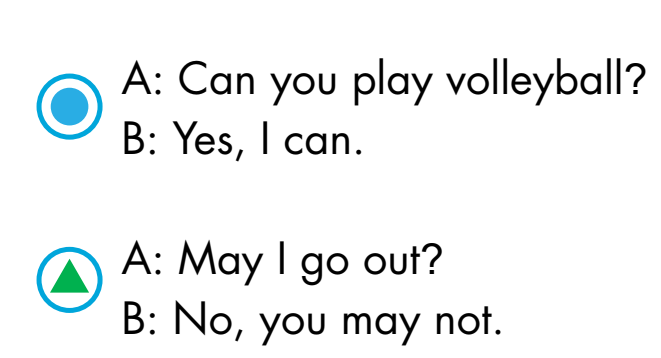 A: Can you play volleyball?
B: Yes, I can.
A: May I go out?
B: No, you may not.